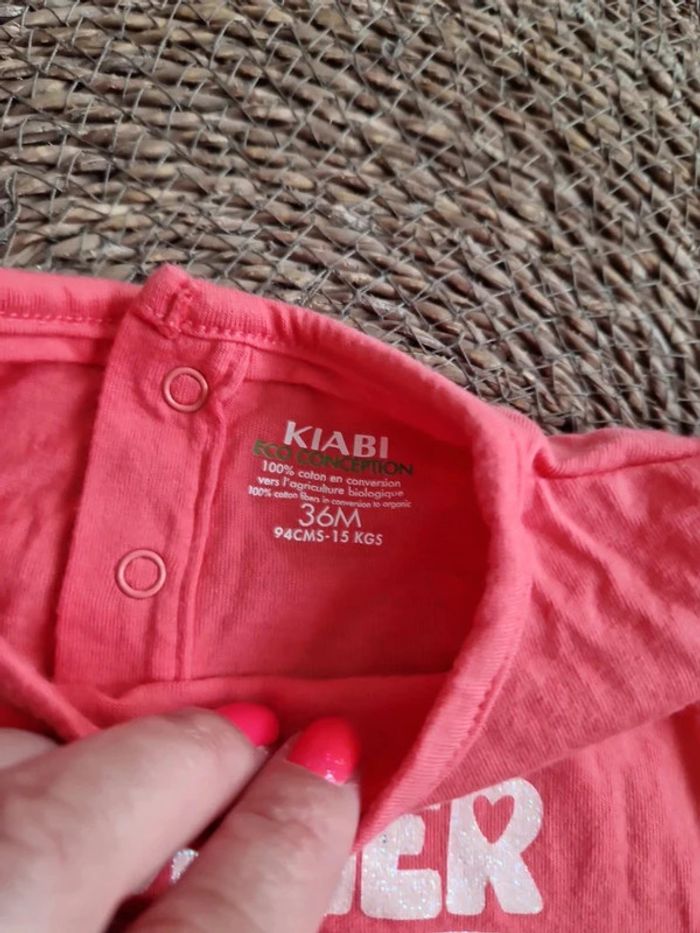 KIABI
ECO CONCEPTION
100% coton en conversion
vers l'agriculture biologique
100% cotton fibers in conversion to organic
36M
94CMS-15 KGS
HER